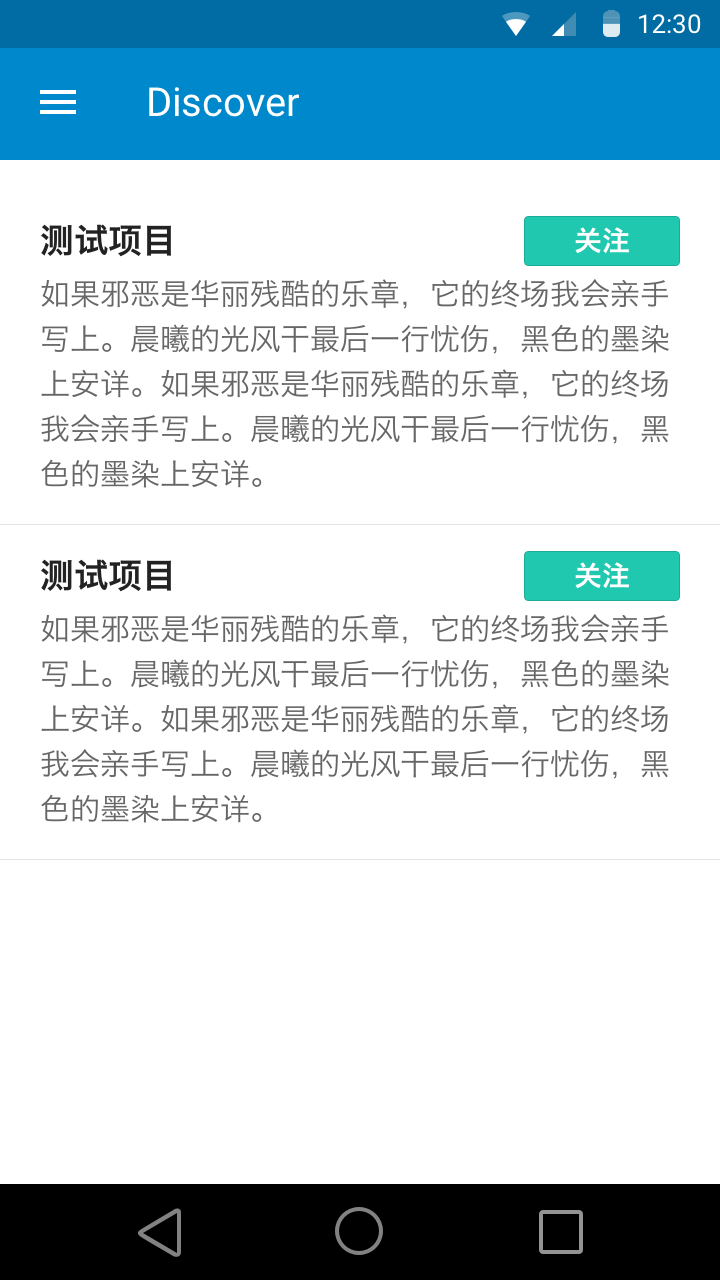 12:30
Discover
测试项目
关注
如果邪恶是华丽残酷的乐章，它的终场我会亲手
写上。晨曦的光风干最后一行忧伤，黑色的墨染
上安详。如果邪恶是华丽残酷的乐章，它的终场
我会亲手写上。晨曦的光风干最后一行忧伤，黑
色的墨染上安详。
测试项目
关注
如果邪恶是华丽残酷的乐章，它的终场我会亲手
写上。晨曦的光风干最后一行忧伤，黑色的墨染
上安详。如果邪恶是华丽残酷的乐章，它的终场
我会亲手写上。晨曦的光风干最后一行忧伤，黑
色的墨染上安详。